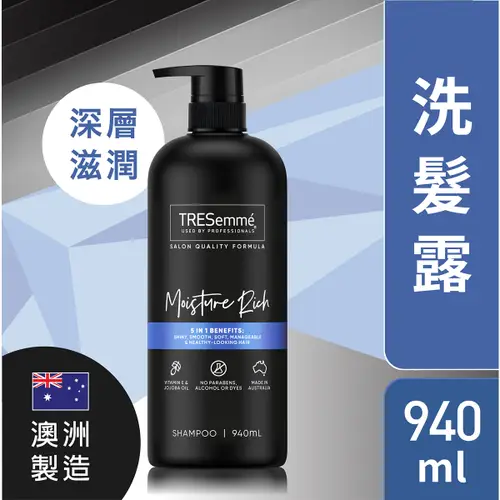 深層
滋潤
TRESemmé
USED BY PROFESSIONALS
SALON QUALITY FORMULA
Moisture Rich
5 IN 1 BENEFITS:
SHINY, SMOOTH, SOFT, MANAGEABLE
& HEALTHY-LOOKING HAIR
VITAMIN E &
JOJOBA OIL
NO PARABENS,
ALCOHOL OR DYES
MADE IN
AUSTRALIA
SHAMPOO | 940mL
澳洲
製造
洗髮露
940
ml